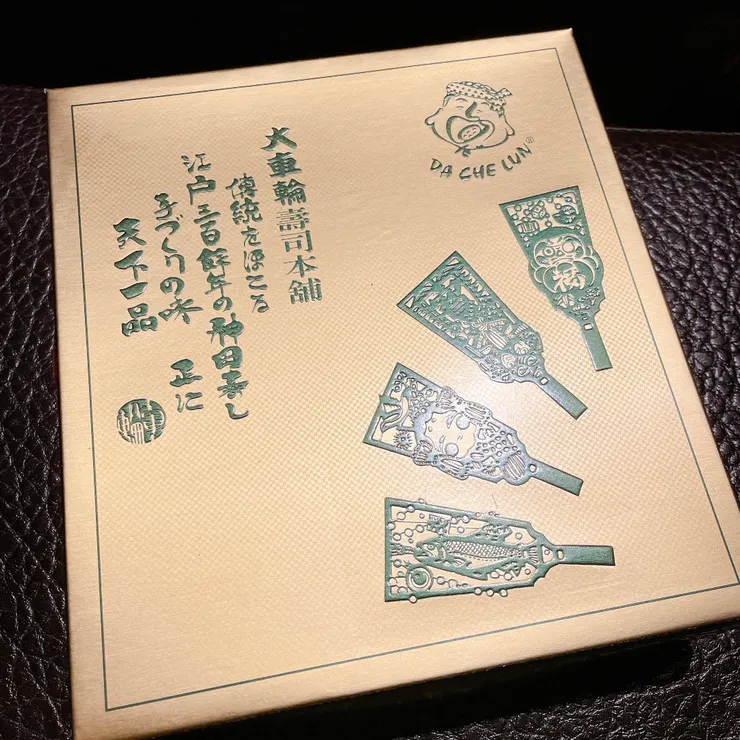 DA CHE LUN®
大車輪壽司本舖
傳統をほこる
江戸三百餘年の神田寿し
手づくりの味 正に
天下一品
福